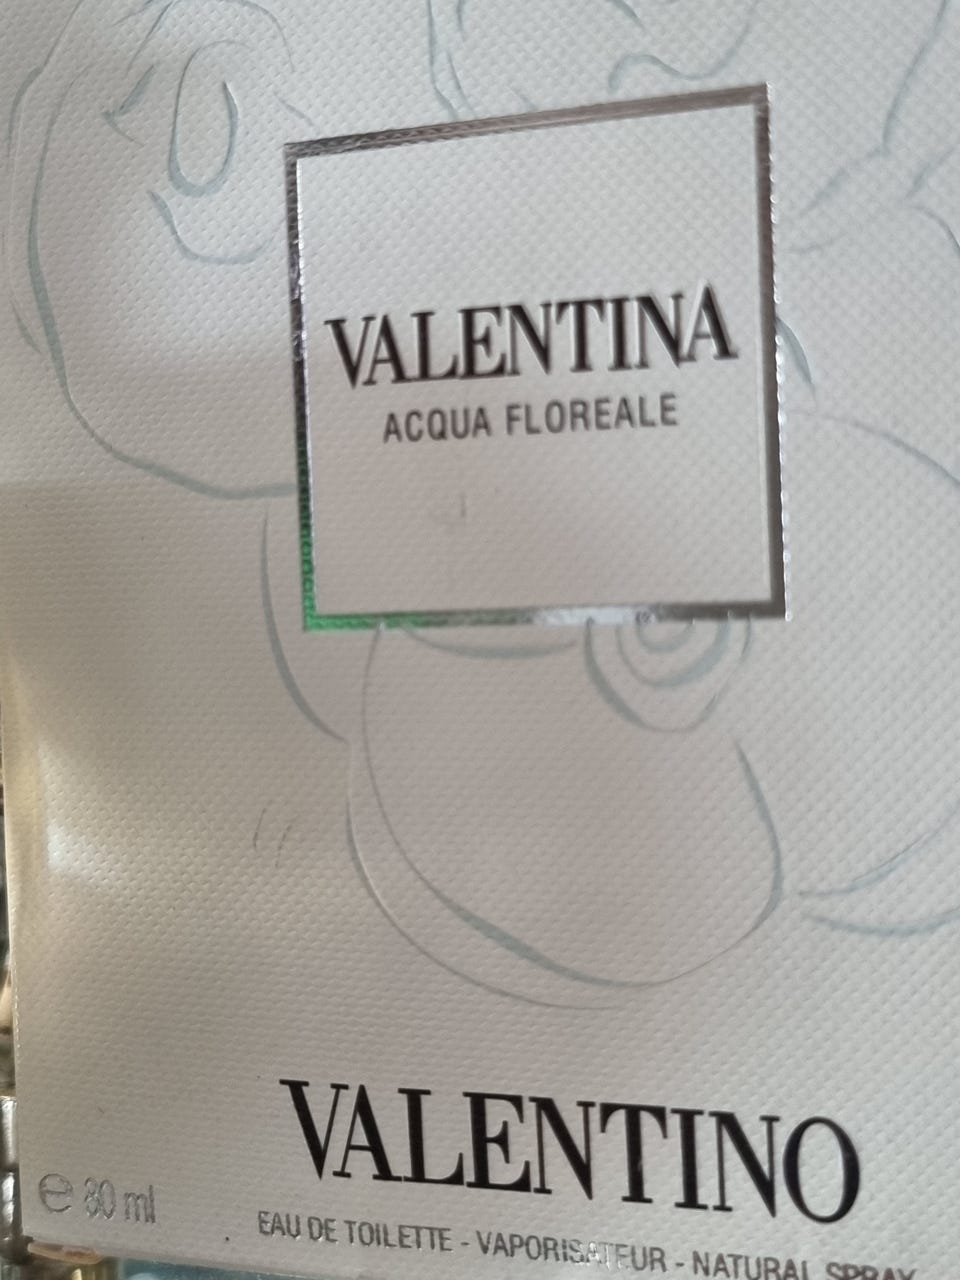 VALENTINA
ACQUA FLOREALE
VALENTINO
℮ 80 ml
EAU DE TOILETTE - VAPORISATEUR - NATURAL SPRAY